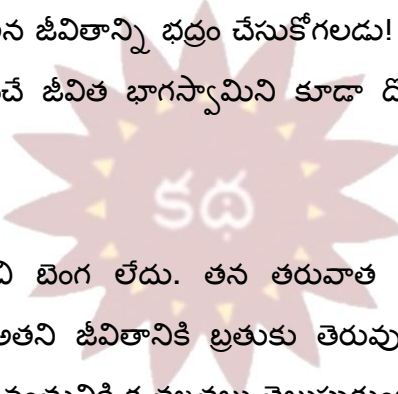 న జీవితాన్ని భద్రం చేసుకోగలడు!
చే జీవిత భాగస్వామిని కూడా
కథ
బెంగ లేదు. తన తరువాత
అతని జీవితానికి బ్రతుకు తెరువు